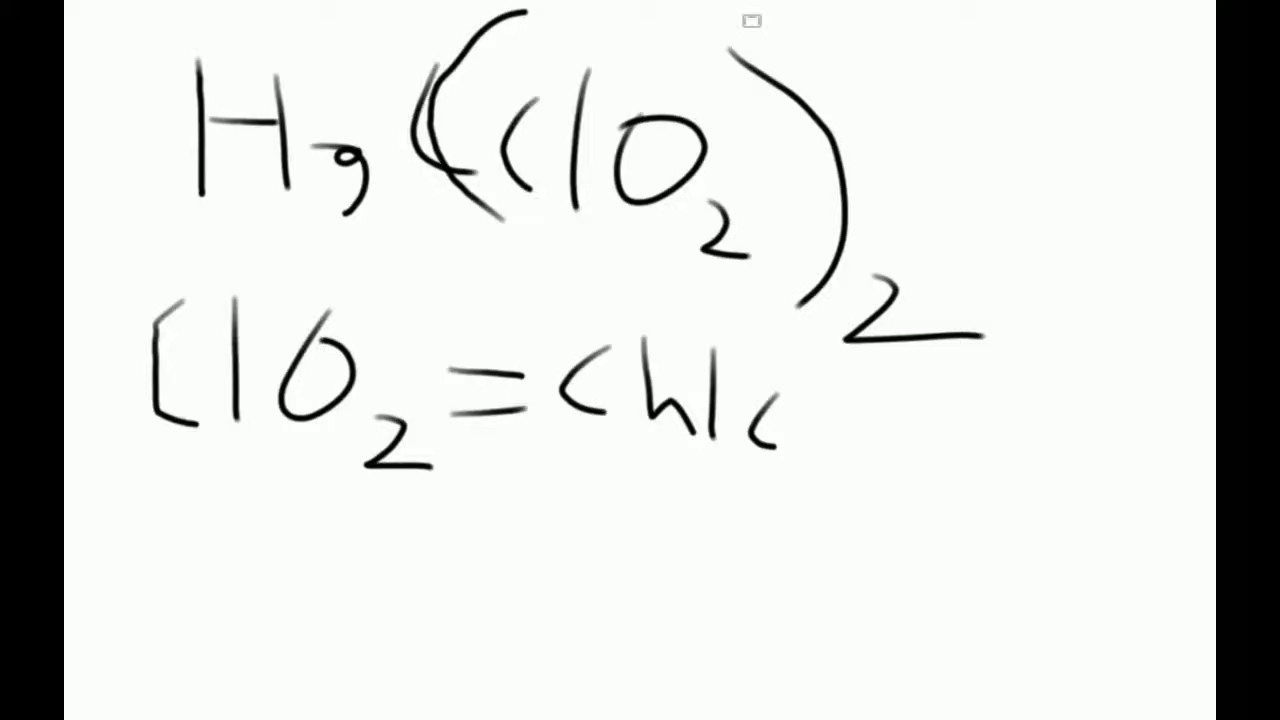 Hg(ClO₂)₂
ClO₂ = Chlc